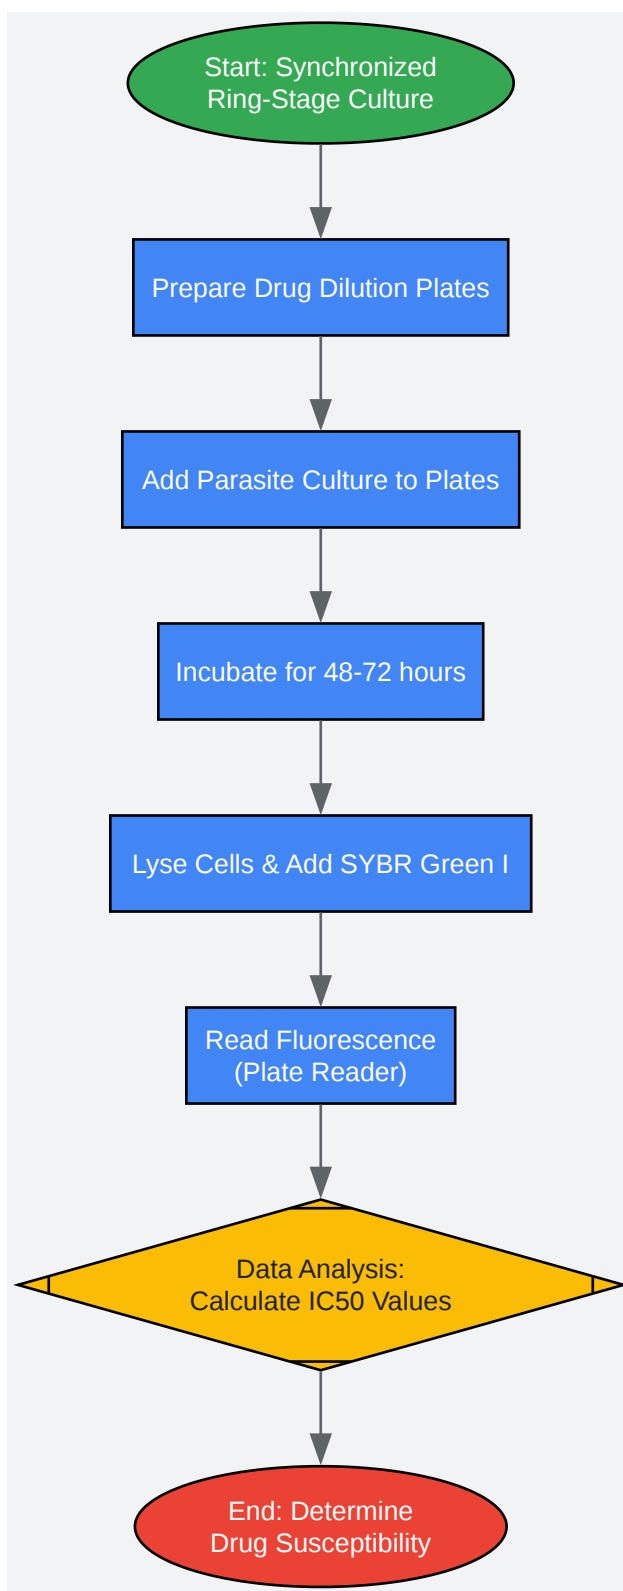 Start: Synchronized
Ring-Stage Culture
Prepare Drug Dilution Plates
Add Parasite Culture to Plates
Incubate for 48-72 hours
Lyse Cells & Add SYBR Green I
Read Fluorescence
(Plate Reader)
Data Analysis:
Calculate IC50 Values
End: Determine
Drug Susceptibility